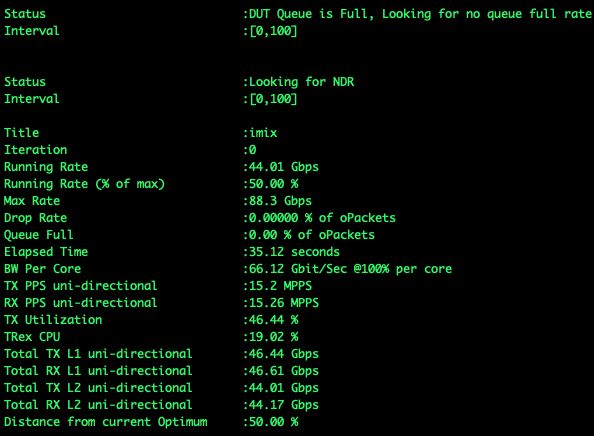 Status :DUT Queue is Full, Looking for no queue full rate
Interval :[0,100]
Status :Looking for NDR
Interval :[0,100]
Title :imix
Iteration :0
Running Rate :44.01 Gbps
Running Rate (% of max) :50.00 %
Max Rate :88.3 Gbps
Drop Rate :0.00000 % of oPackets
Queue Full :0.00 % of oPackets
Elapsed Time :35.12 seconds
BW Per Core :66.12 Gbit/Sec @100% per core
TX PPS uni-directional :15.2 MPPS
RX PPS uni-directional :15.26 MPPS
TX Utilization :46.44 %
TRex CPU :19.02 %
Total TX L1 uni-directional :46.44 Gbps
Total RX L1 uni-directional :46.61 Gbps
Total TX L2 uni-directional :44.01 Gbps
Total RX L2 uni-directional :44.17 Gbps
Distance from current Optimum :50.00 %